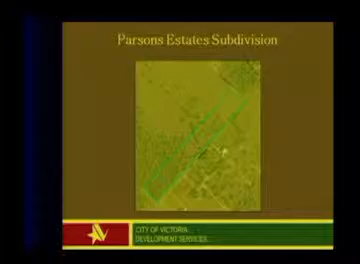 Parsons Estates Subdivision
CITY OF VICTORIA
DEVELOPMENT SERVICES